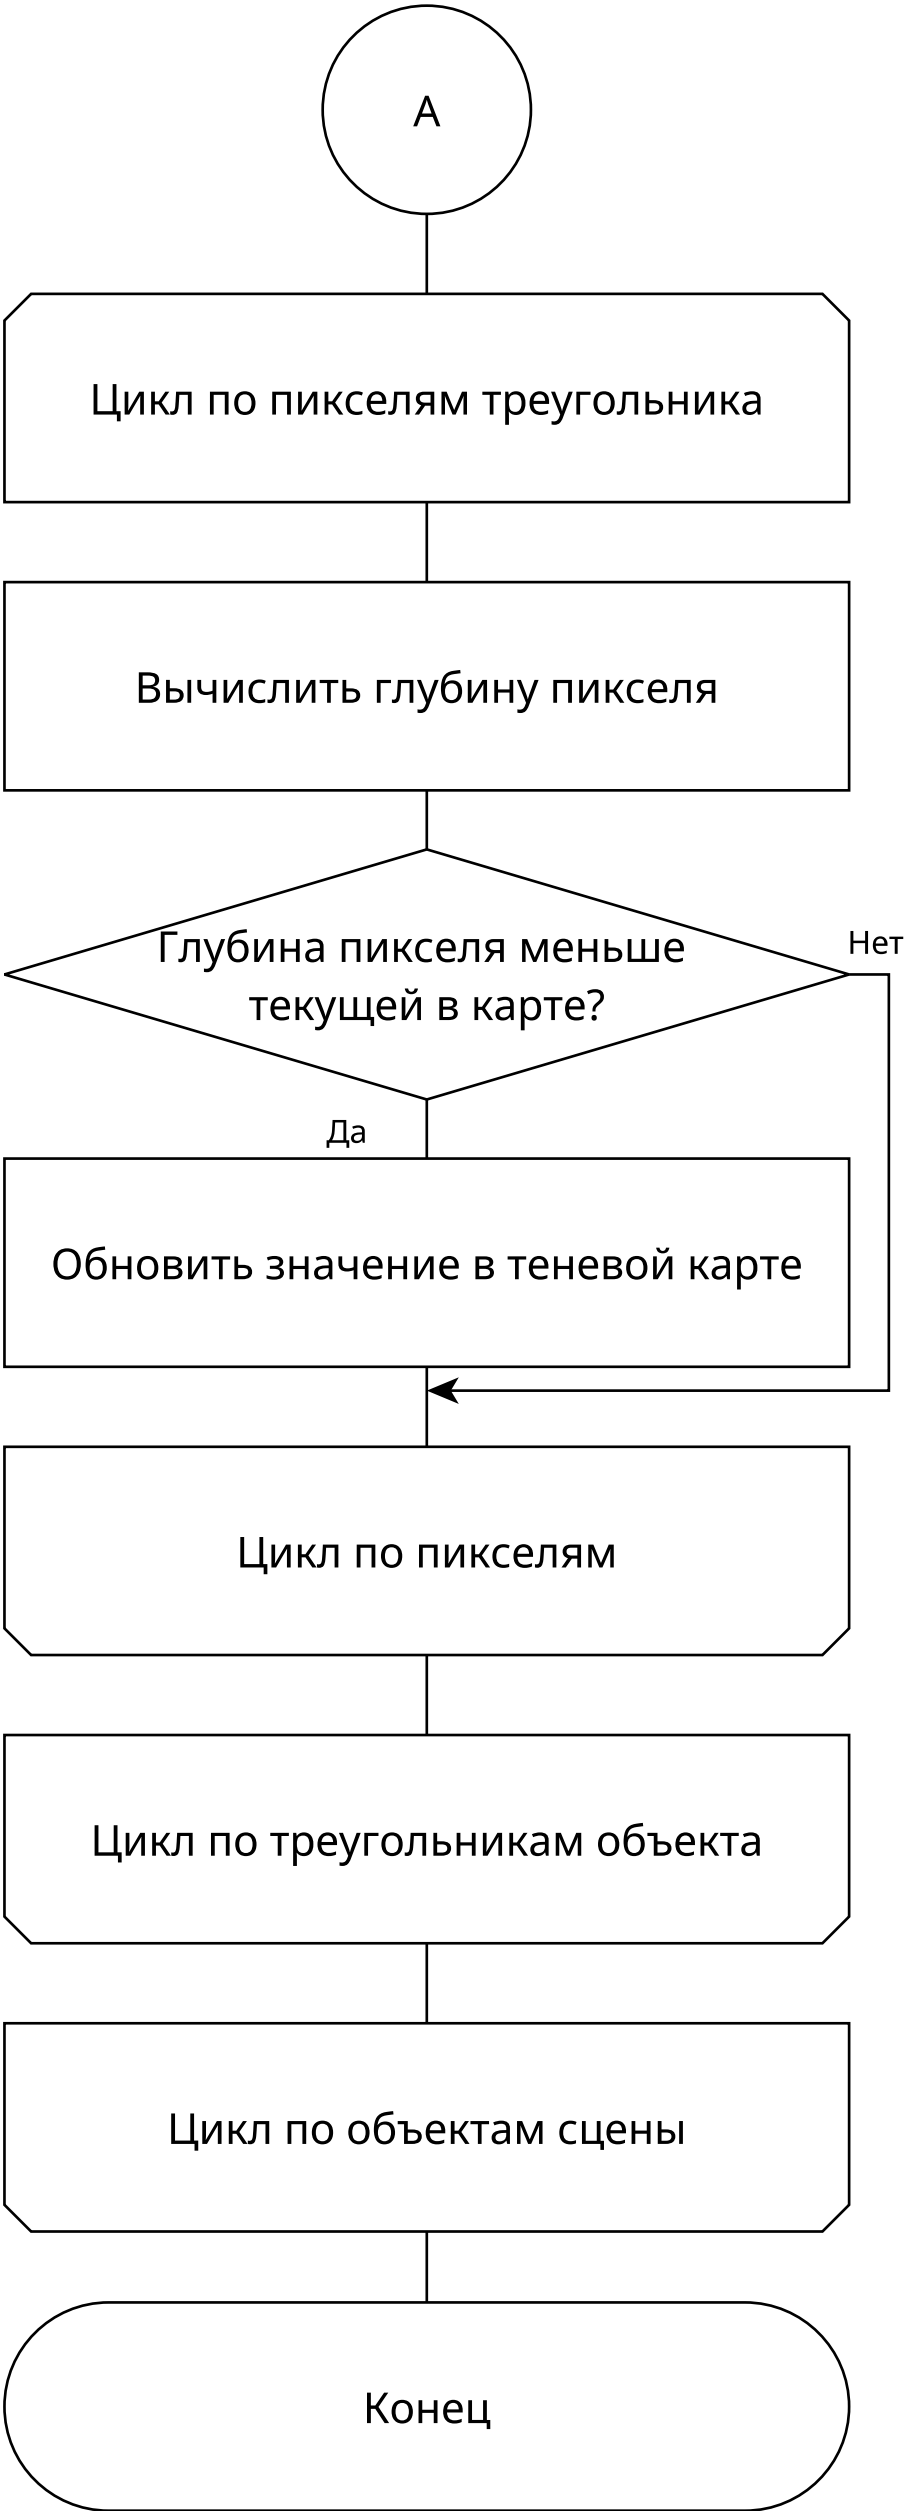 А
Цикл по пикселям треугольника
Вычислить глубину пикселя
Глубина пикселя меньше
текущей в карте?
Нет
Да
Обновить значение в теневой карте
Цикл по пикселям
Цикл по треугольникам объекта
Цикл по объектам сцены
Конец